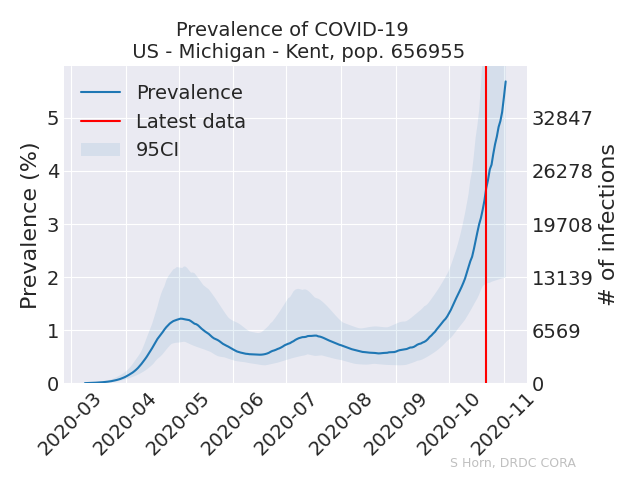 Prevalence of COVID-19
US - Michigan - Kent, pop. 656955
Prevalence
Latest data
95CI
Prevalence (%)
5
4
3
2
1
0
32847
26278
19708
13139
6569
0
# of infections
2020-03
2020-04
2020-05
2020-06
2020-07
2020-08
2020-09
2020-10
2020-11
S Horn, DRDC CORA